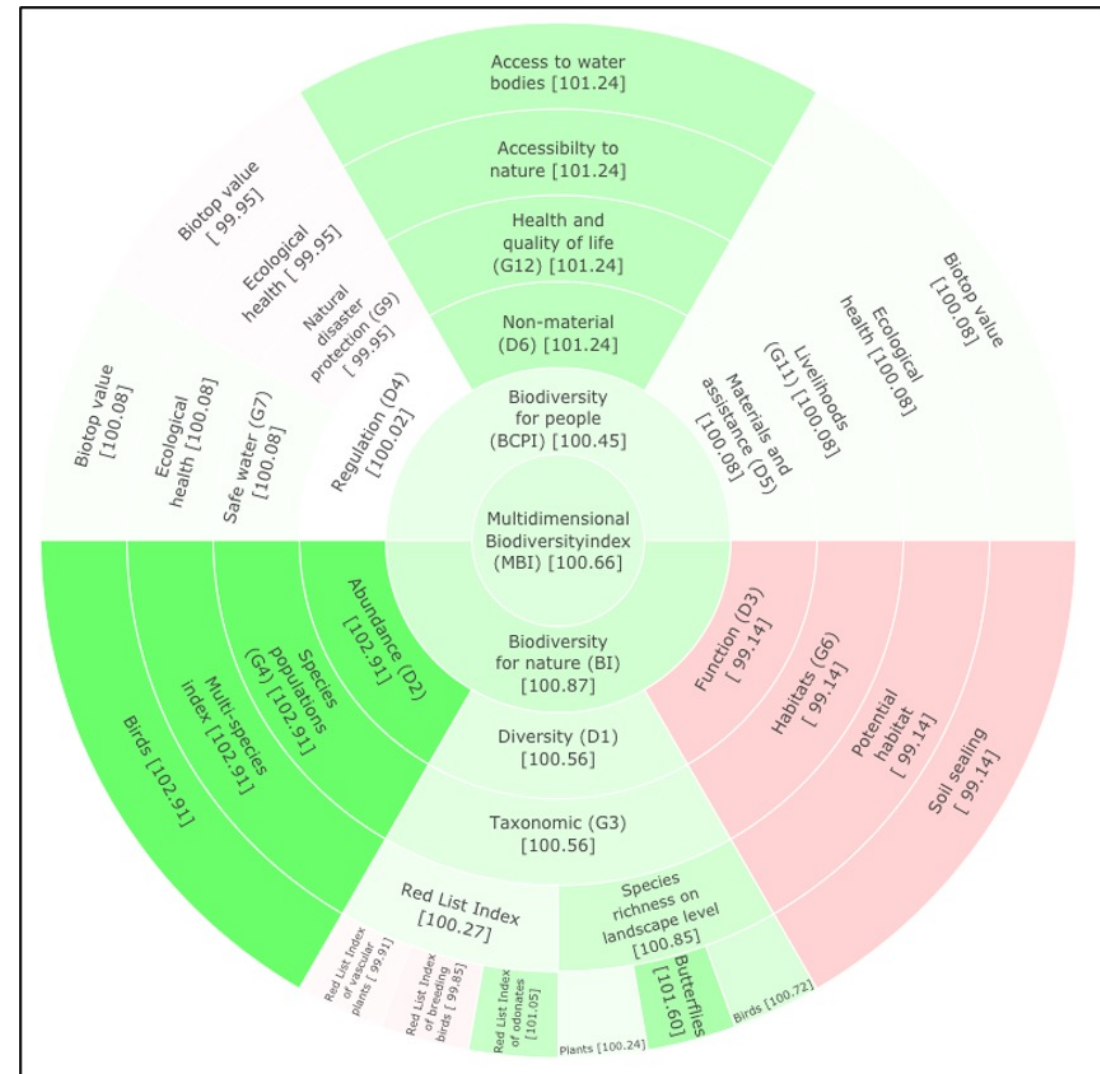 Access to water
bodies [101.24]
Accessibilty to
nature [101.24]
Health and
quality of life
(G12) [101.24]
Non-material
(D6) [101.24]
Biodiversity
for people
(BCPI) [100.45]
Multidimensional
Biodiversityindex
(MBI) [100.66]
Biodiversity
for nature (BI)
[100.87]
Biotop value
[ 99.95]
Ecological
health [ 99.95]
Natural
disaster
protection (G9)
[ 99.95]
Regulation (D4)
[100.02]
Biotop value
[100.08]
Ecological
health [100.08]
Safe water (G7)
[100.08]
Biotop value
[100.08]
Ecological
health [100.08]
Livelihoods
(G11) [100.08]
Materials and
assistance (D5)
[100.08]
Abundance (D2)
[102.91]
Species
populations
(G4) [102.91]
Multi-species
index [102.91]
Birds [102.91]
Function (D3)
[ 99.14]
Habitats (G6)
[ 99.14]
Potential
habitat
[ 99.14]
Soil sealing
[ 99.14]
Diversity (D1)
[100.56]
Taxonomic (G3)
[100.56]
Red List Index
[100.27]
Species
richness on
landscape level
[100.85]
Red List Index
of vascular
plants [ 99.91]
Red List Index
of breeding
birds [ 99.85]
Red List Index
of odonates
[101.05]
Plants [100.24]
Butterflies
[101.60]
Birds [100.72]